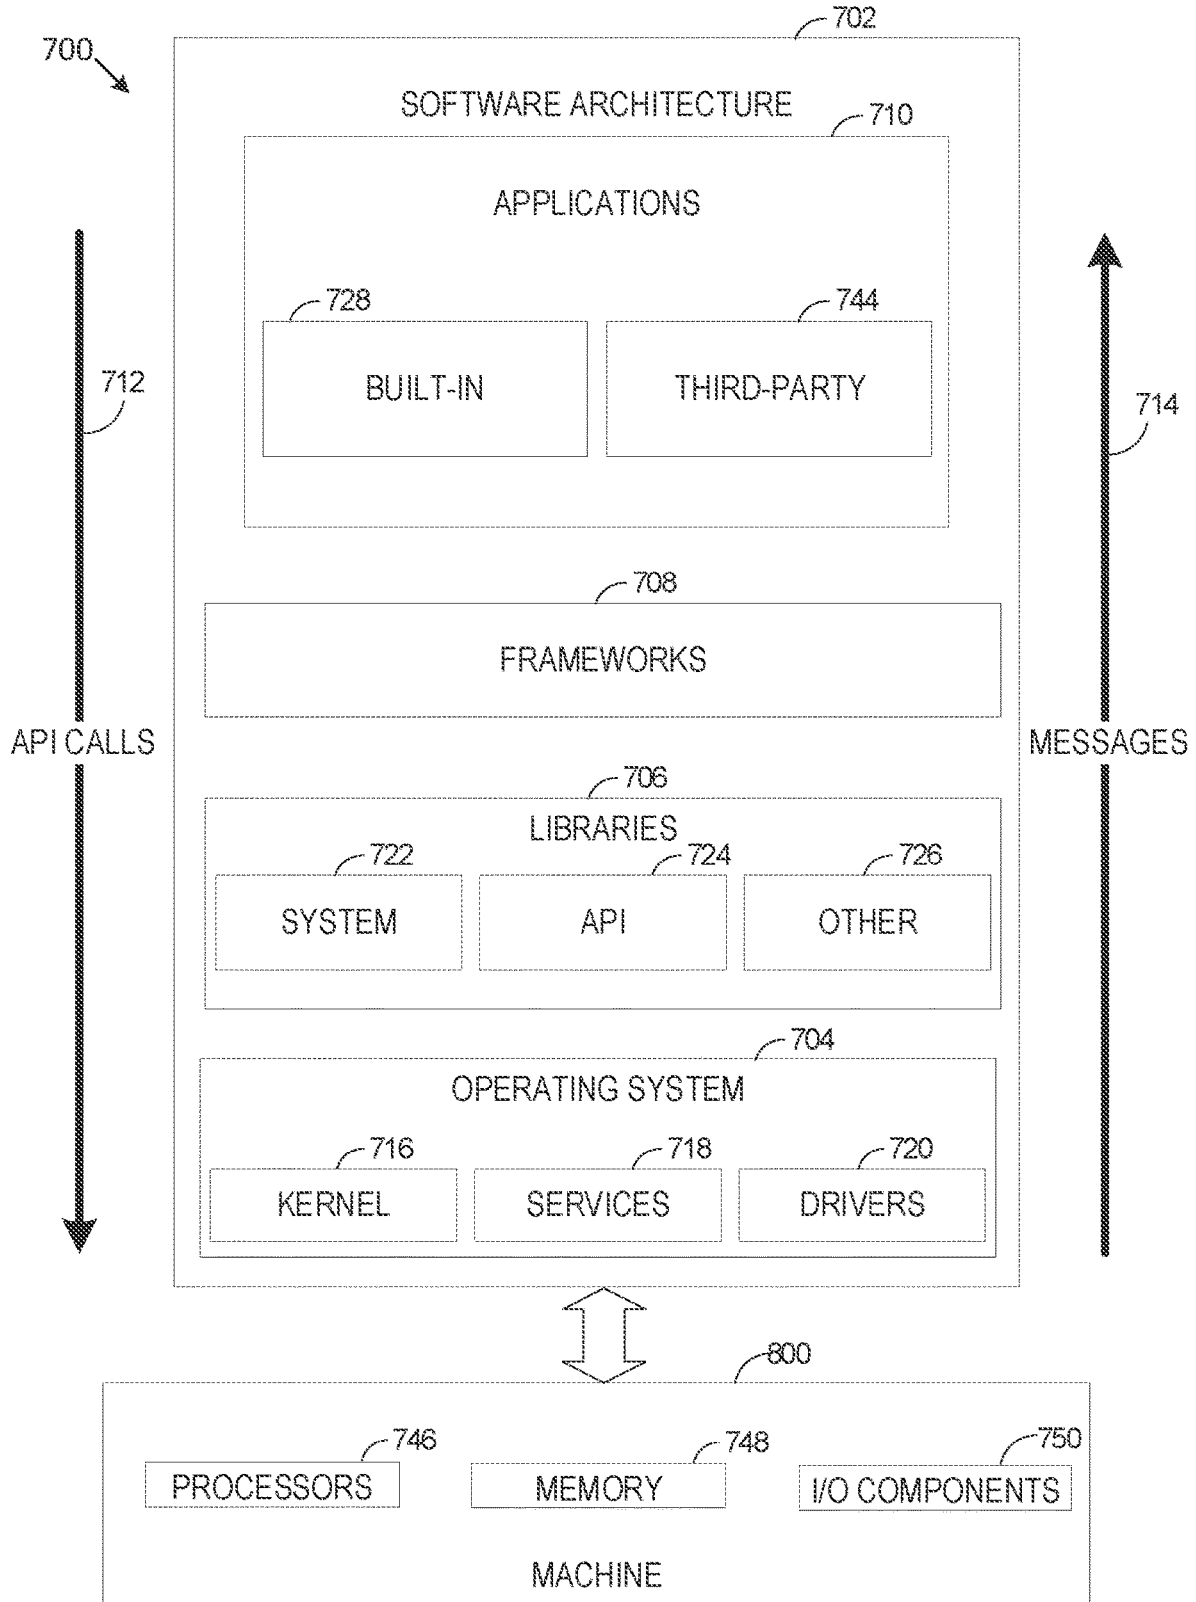 702
700
SOFTWARE ARCHITECTURE
710
APPLICATIONS
728
744
BUILT-IN
THIRD-PARTY
712
714
708
FRAMEWORKS
API CALLS
MESSAGES
706
LIBRARIES
722
724
726
SYSTEM
API
OTHER
704
OPERATING SYSTEM
716
718
720
KERNEL
SERVICES
DRIVERS
800
746
748
750
PROCESSORS
MEMORY
I/O COMPONENTS
MACHINE